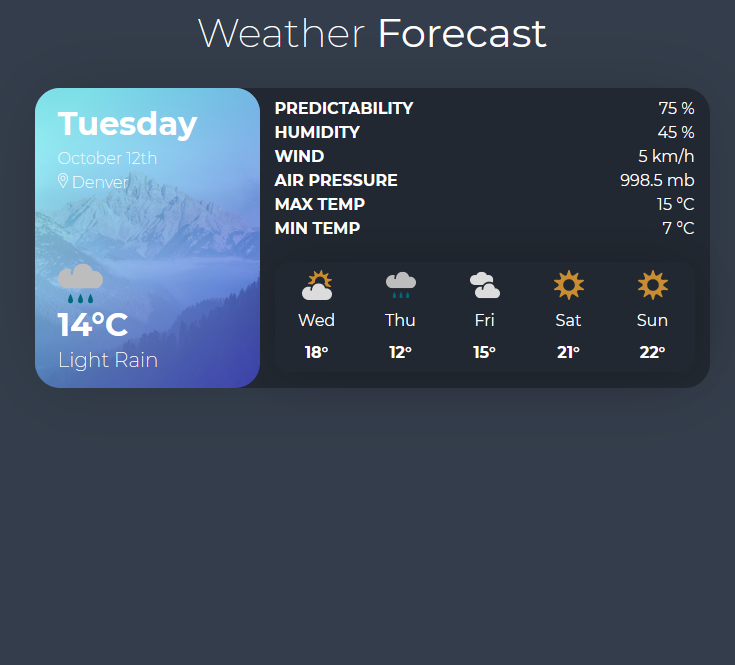 Weather Forecast
Tuesday
October 12th
Denver
14°C
Light Rain
PREDICTABILITY 75 %
HUMIDITY 45 %
WIND 5 km/h
AIR PRESSURE 998.5 mb
MAX TEMP 15 °C
MIN TEMP 7 °C
Wed Thu Fri Sat Sun
18° 12° 15° 21° 22°